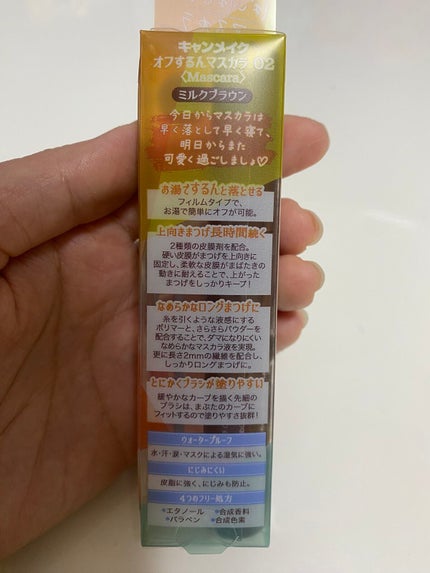 キャンメイク
オフするんマスカラ 02
〈Mascara〉
ミルクブラウン
今日からマスカラは
早く落として早く寝て、
明日からまた
可愛く過ごしましょ♡
お湯でするんと落とせる
フィルムタイプで、
お湯で簡単にオフが可能。
上向きまつげ長時間続く
2種類の皮膜剤を配合。
硬い皮膜がまつげを上向きに
固定し、柔軟な皮膜がまばたきの
動きに耐えることで、上がった
まつげをしっかりキープ!
なめらかなロングまつげに
糸を引くような液感にする
ポリマーと、さらさらパウダーを
配合することで、ダマになりにくい
なめらかなマスカラ液を実現。
更に長さ2mmの繊維を配合し、
しっかりロングまつげに。
とにかくブラシが塗りやすい
緩やかなカーブを描く先細の
ブラシは、まぶたのカーブに
フィットするので塗りやすさ抜群!
ウォータープルーフ
水・汗・涙・マスクによる湿気に強い。
にじみにくい
皮脂に強く、にじみも防止。
4つのフリー処方
●エタノール ●合成香料
●パラベン ●合成色素